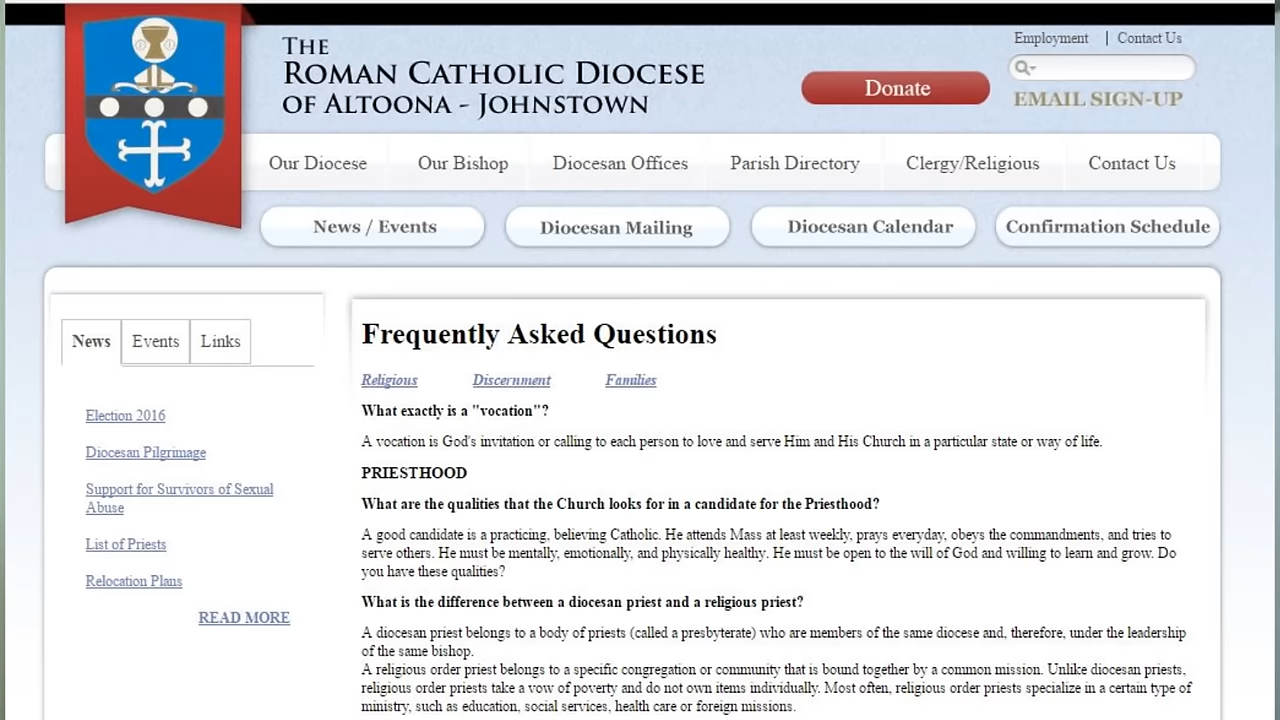 THE
ROMAN CATHOLIC DIOCESE
OF ALTOONA - JOHNSTOWN
Donate
Employment | Contact Us
EMAIL SIGN-UP
Our Diocese Our Bishop Diocesan Offices Parish Directory Clergy/Religious Contact Us
News / Events Diocesan Mailing Diocesan Calendar Confirmation Schedule
News Events Links
Election 2016
Diocesan Pilgrimage
Support for Survivors of Sexual
Abuse
List of Priests
Relocation Plans
READ MORE
Frequently Asked Questions
Religious Discernment Families
What exactly is a "vocation"?
A vocation is God's invitation or calling to each person to love and serve Him and His Church in a particular state or way of life.
PRIESTHOOD
What are the qualities that the Church looks for in a candidate for the Priesthood?
A good candidate is a practicing, believing Catholic. He attends Mass at least weekly, prays everyday, obeys the commandments, and tries to
serve others. He must be mentally, emotionally, and physically healthy. He must be open to the will of God and willing to learn and grow. Do
you have these qualities?
What is the difference between a diocesan priest and a religious priest?
A diocesan priest belongs to a body of priests (called a presbyterate) who are members of the same diocese and, therefore, under the leadership
of the same bishop.
A religious order priest belongs to a specific congregation or community that is bound together by a common mission. Unlike diocesan priests,
religious order priests take a vow of poverty and do not own items individually. Most often, religious order priests specialize in a certain type of
ministry, such as education, social services, health care or foreign missions.